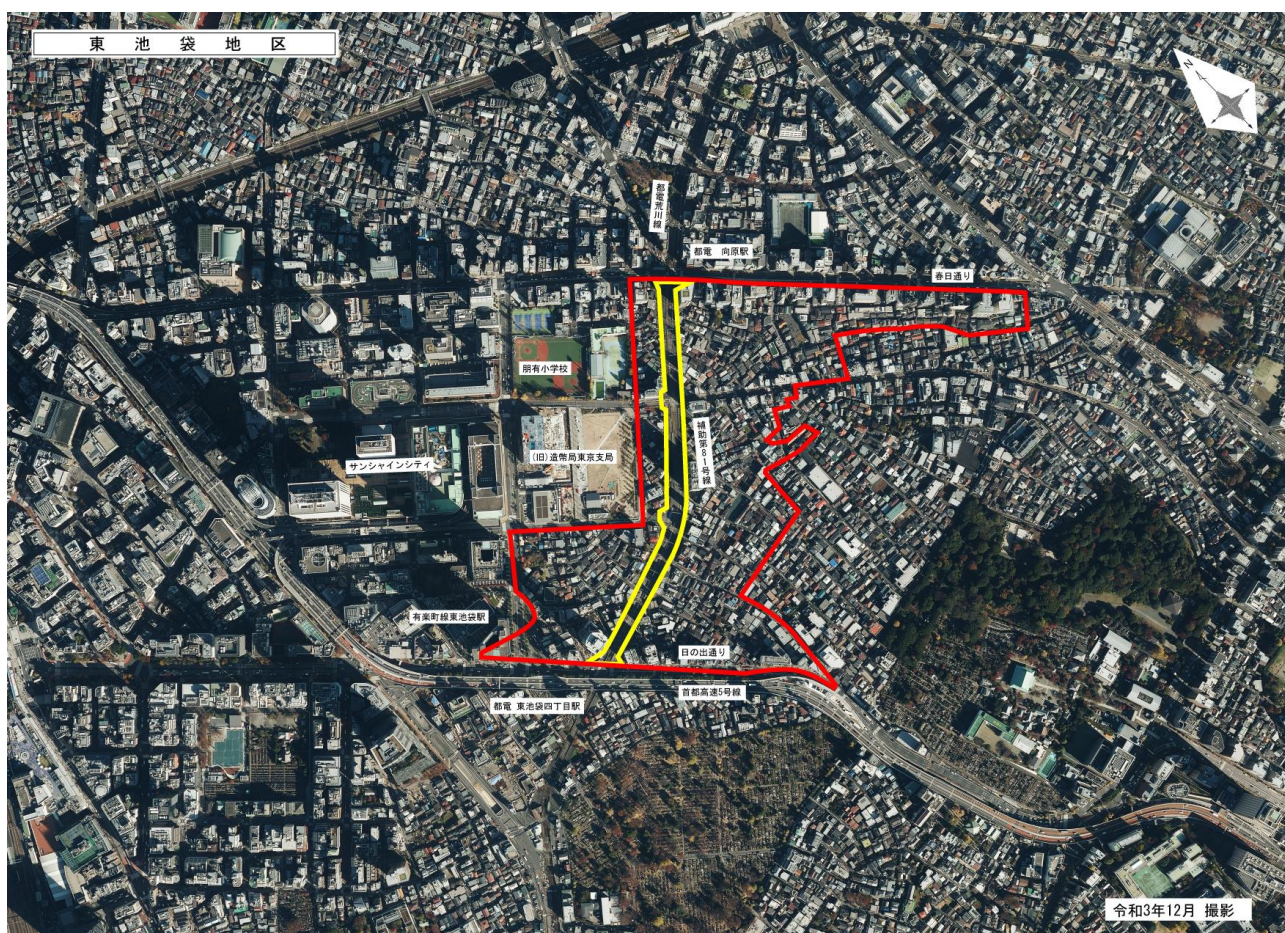 東池袋地区
N
都電荒川線
都電 向原駅
春日通り
朋有小学校
補助第81号線
(旧)造幣局東京支局
サンシャインシティ
有楽町線東池袋駅
日の出通り
首都高速5号線
都電 東池袋四丁目駅
令和3年12月 撮影